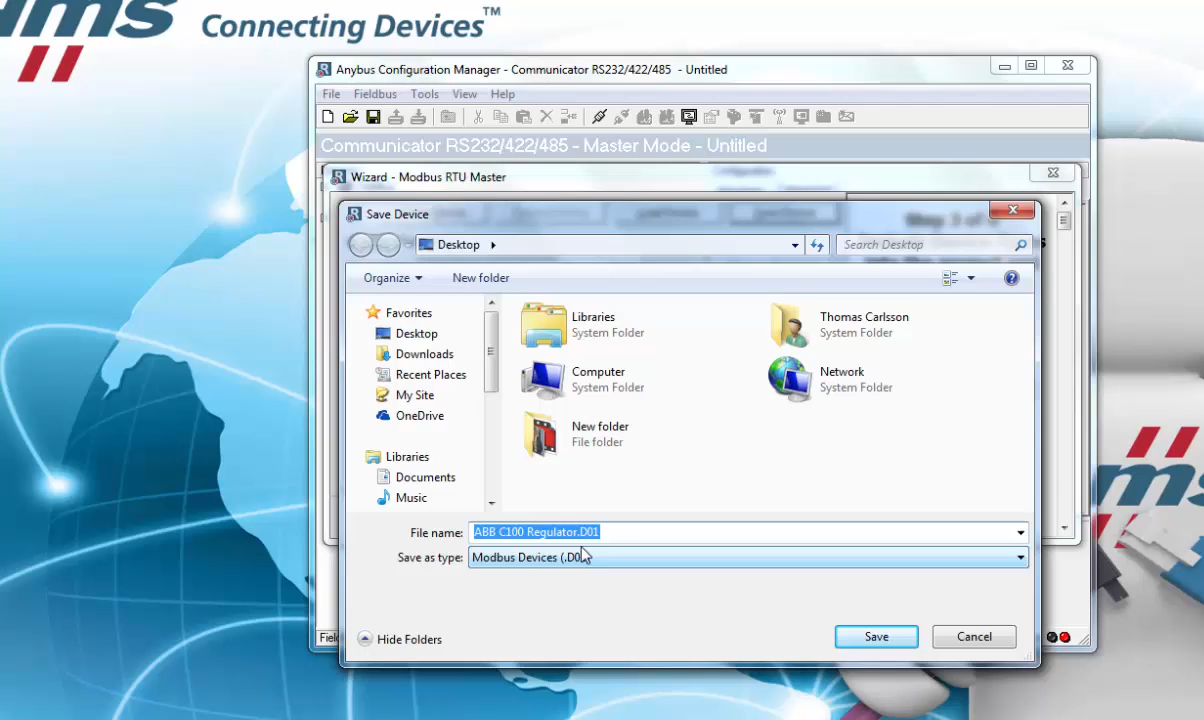 Connecting Devices™
Anybus Configuration Manager - Communicator RS232/422/485 - Untitled
File Fieldbus Tools View Help
Communicator RS232/422/485 - Master Mode - Untitled
Wizard - Modbus RTU Master
Save Device
Desktop
Search Desktop
Organize New folder
Favorites
Desktop
Downloads
Recent Places
My Site
OneDrive
Libraries
Documents
Music
Libraries
System Folder
Thomas Carlsson
System Folder
Computer
System Folder
Network
System Folder
New folder
File folder
File name: ABB C100 Regulator.D01
Save as type: Modbus Devices (.D0
Hide Folders
Save Cancel